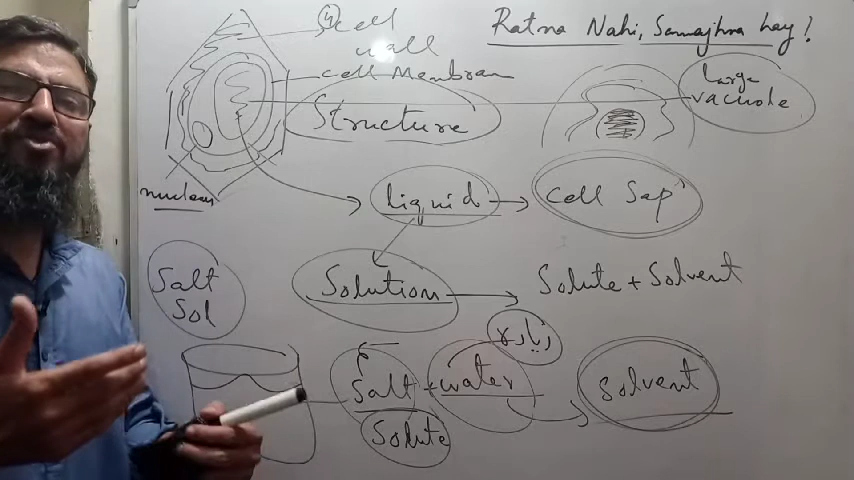 Ratna Nahi, Samajhna hay!
④ cell
wall
cell Membran
Structure
Large
vacuole
nucleus
liquid → cell Sap
Solution → Solute + Solvent
Salt
Sol
زیادہ
Salt + water → Solvent
Solute